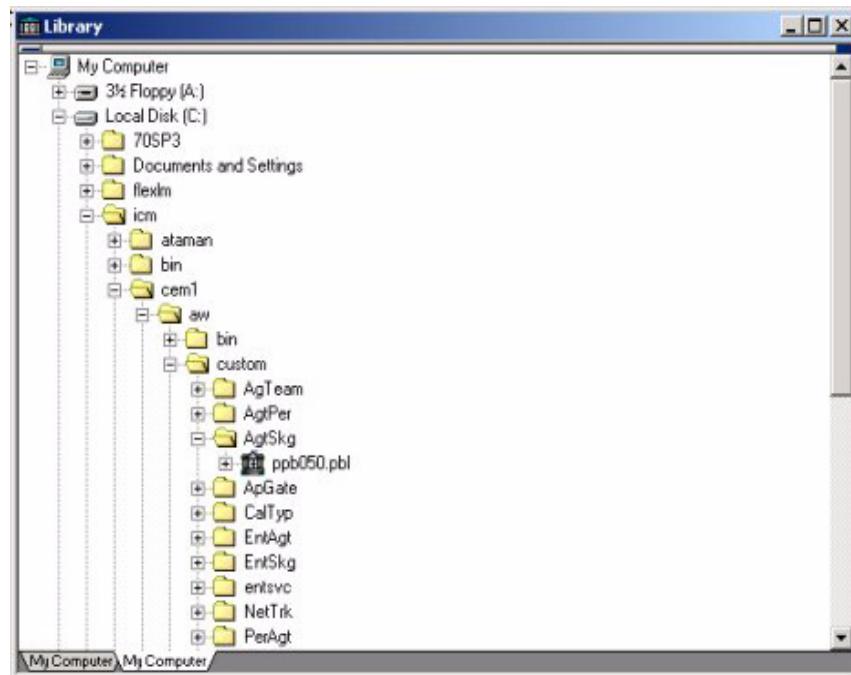 Library
My Computer
3½ Floppy (A:)
Local Disk (C:)
70SP3
Documents and Settings
flexlm
icm
ataman
bin
cem1
aw
bin
custom
AgTeam
AgtPer
AgtSkg
ppb050.pbl
ApGate
CalTyp
EntAgt
EntSkg
entsvc
NetTrk
PerAgt
My Computer My Computer